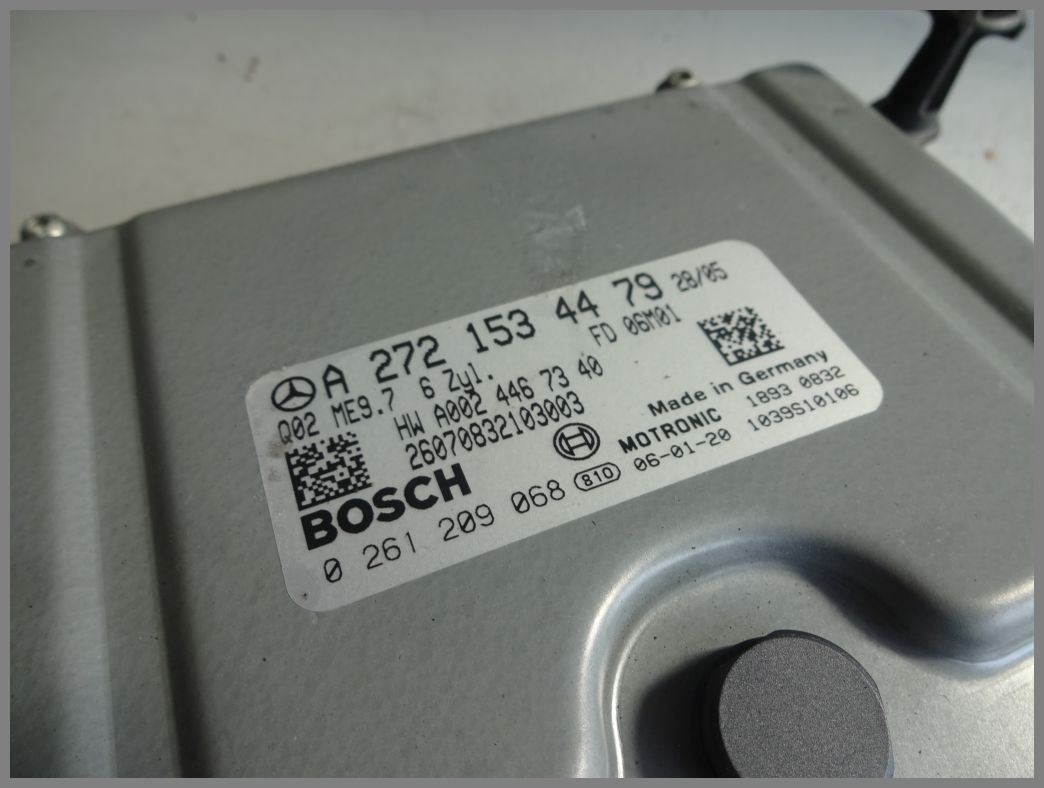 A 272 153 44 79 28/05
Q02 ME9.7 6 Zyl. FD 06M01
HW A002 446 73 40
26070832103003
Made in Germany
BOSCH MOTRONIC 1893 0832
0 261 209 068 810 06-01-20 1039S10106